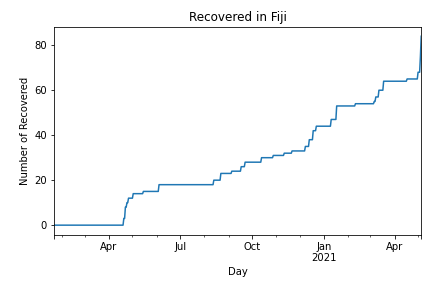 Recovered in Fiji
Number of Recovered
80
60
40
20
0
Apr
Jul
Oct
Jan
2021
Apr
Day